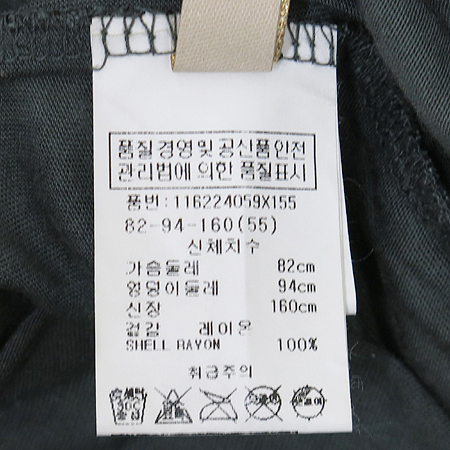 품질 경영및 공산품안전
관리법에 의한 품질표시
품번: 116224059X155
82-94-160(55)
신체치수
가슴둘레 82cm
엉덩이둘레 94cm
신장 160cm
겉감 레이온
SHELL RAYON 100%
취급주의